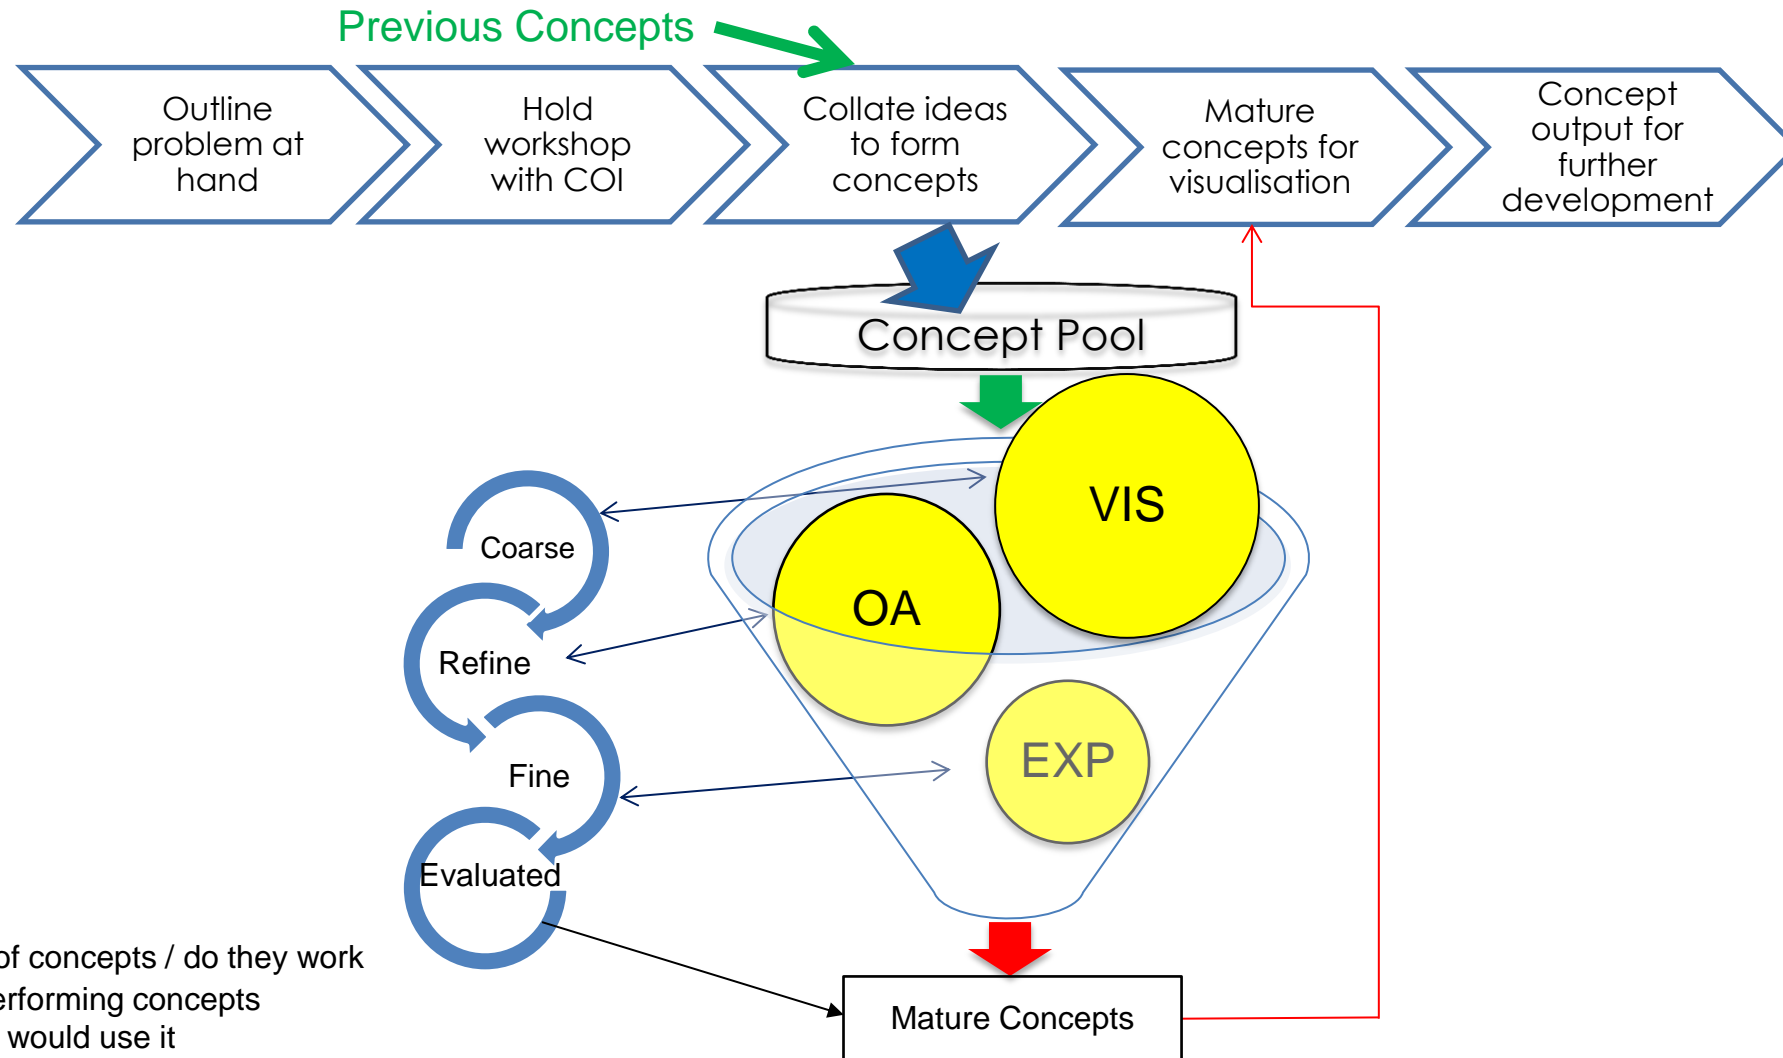 Previous Concepts
Outline
problem at
hand
Hold
workshop
with COI
Collate ideas
to form
concepts
Mature
concepts for
visualisation
Concept
output for
further
development
Concept Pool
VIS
OA
EXP
Coarse
Refine
Fine
Evaluated
of concepts / do they work
erforming concepts
would use it
Mature Concepts